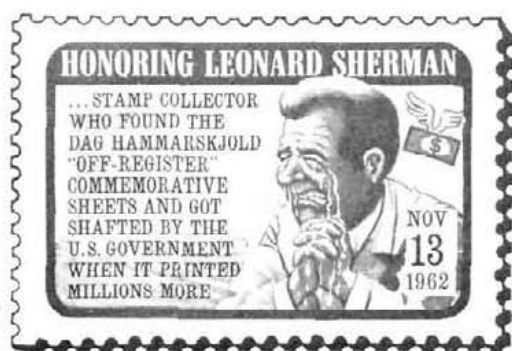 HONORING LEONARD SHERMAN
...STAMP COLLECTOR
WHO FOUND THE
DAG HAMMARSKJOLD
"OFF-REGISTER"
COMMEMORATIVE
SHEETS AND GOT
SHAFTED BY THE
U.S. GOVERNMENT
WHEN IT PRINTED
MILLIONS MORE
$
NOV
13
1962